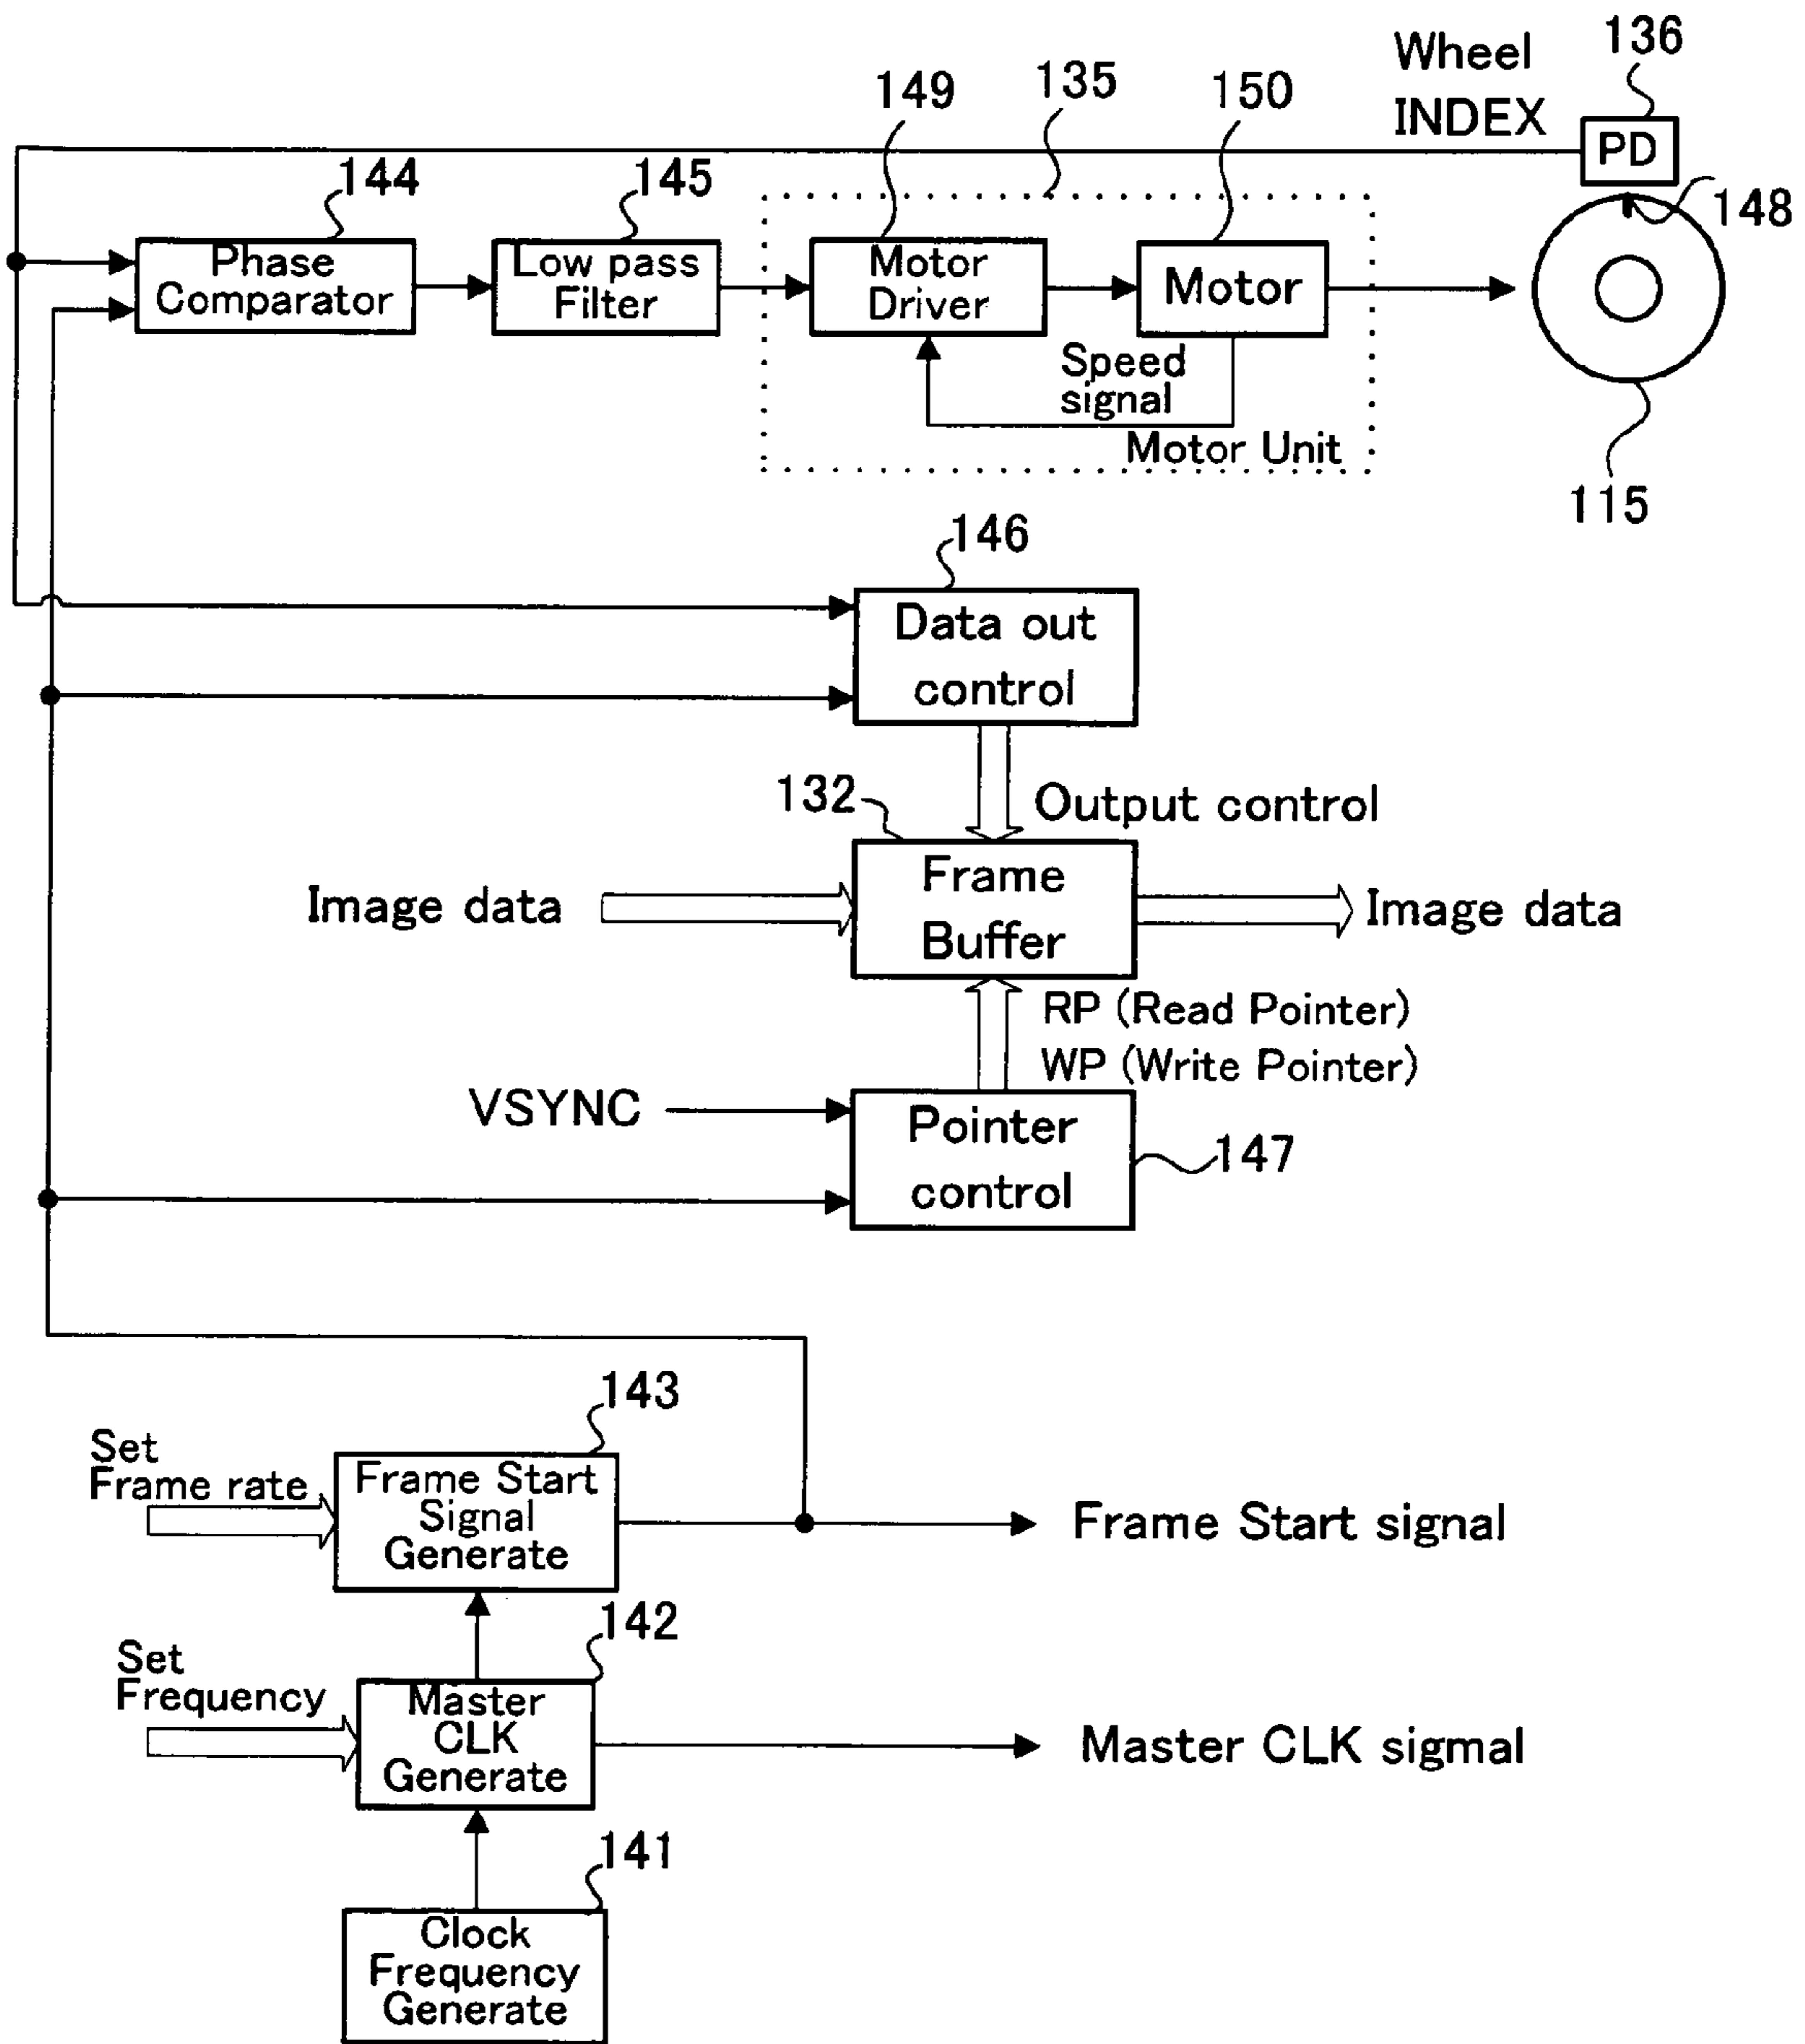 Wheel
INDEX
136
149
135
150
PD
144
145
148
Phase
Comparator
Low pass
Filter
Motor
Driver
Motor
Speed
signal
Motor Unit
115
146
Data out
control
132
Output control
Image data
Frame
Buffer
Image data
RP (Read Pointer)
WP (Write Pointer)
VSYNC
Pointer
control
147
143
Set
Frame rate
Frame Start
Signal
Generate
Frame Start signal
142
Set
Frequency
Master
CLK
Generate
Master CLK sigmal
141
Clock
Frequency
Generate